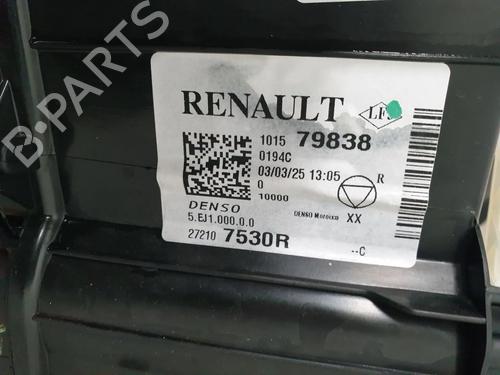 B-PARTS
RENAULT
1015 79838
0194C
03/03/25 13:05
R
0
10000
DENSO
DENSO Morocco XX
5.EJ1.000.0.0
27210 7530R
--C